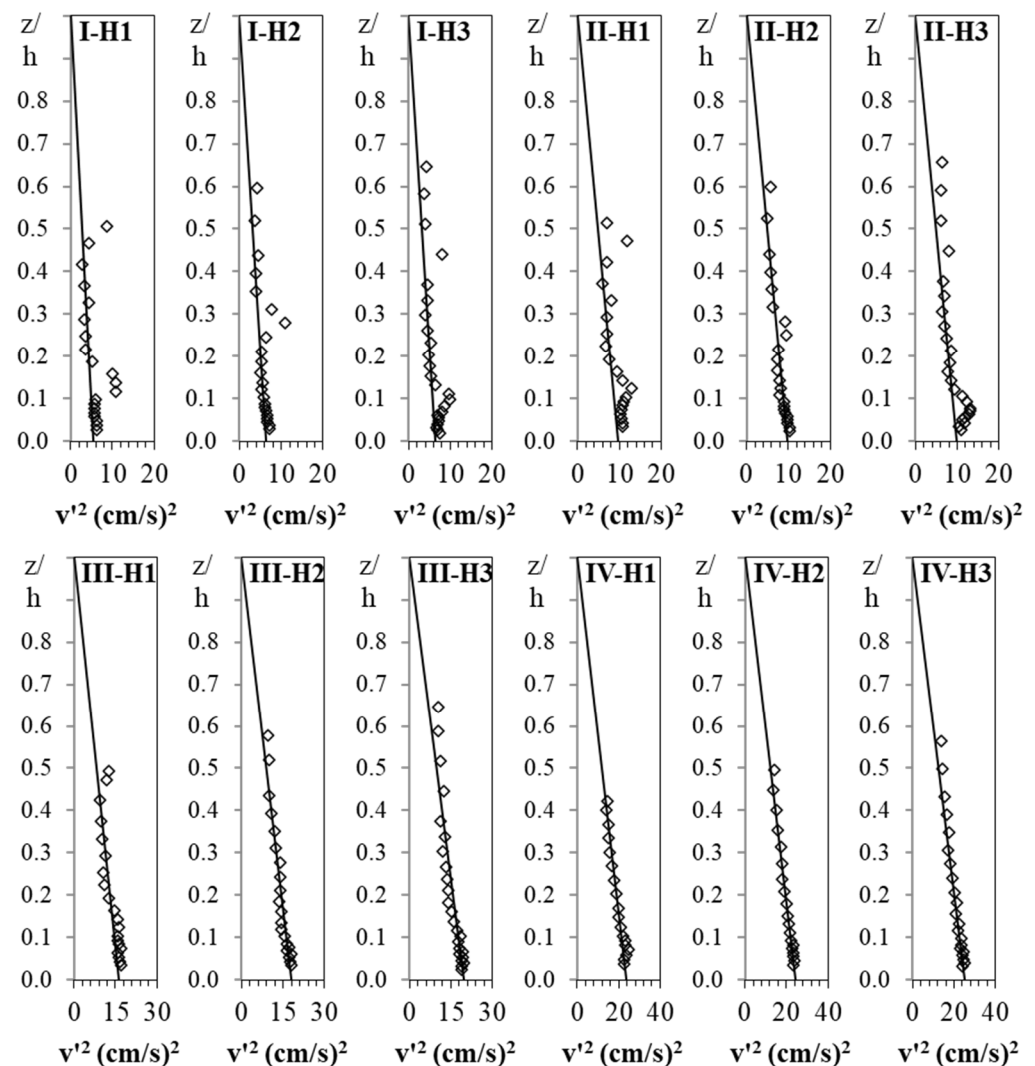 z/h I-H1 z/h I-H2 z/h I-H3 z/h II-H1 z/h II-H2 z/h II-H3
0.8 0.8 0.8 0.8 0.8 0.8
0.7 0.7 0.7 0.7 0.7 0.7
0.6 0.6 0.6 0.6 0.6 0.6
0.5 0.5 0.5 0.5 0.5 0.5
0.4 0.4 0.4 0.4 0.4 0.4
0.3 0.3 0.3 0.3 0.3 0.3
0.2 0.2 0.2 0.2 0.2 0.2
0.1 0.1 0.1 0.1 0.1 0.1
0.0 0.0 0.0 0.0 0.0 0.0
0 10 20 0 10 20 0 10 20 0 10 20 0 10 20 0 10 20
v'² (cm/s)² v'² (cm/s)² v'² (cm/s)² v'² (cm/s)² v'² (cm/s)² v'² (cm/s)²
z/h III-H1 z/h III-H2 z/h III-H3 z/h IV-H1 z/h IV-H2 z/h IV-H3
0.8 0.8 0.8 0.8 0.8 0.8
0.7 0.7 0.7 0.7 0.7 0.7
0.6 0.6 0.6 0.6 0.6 0.6
0.5 0.5 0.5 0.5 0.5 0.5
0.4 0.4 0.4 0.4 0.4 0.4
0.3 0.3 0.3 0.3 0.3 0.3
0.2 0.2 0.2 0.2 0.2 0.2
0.1 0.1 0.1 0.1 0.1 0.1
0.0 0.0 0.0 0.0 0.0 0.0
0 15 30 0 15 30 0 15 30 0 20 40 0 20 40 0 20 40
v'² (cm/s)² v'² (cm/s)² v'² (cm/s)² v'² (cm/s)² v'² (cm/s)² v'² (cm/s)²